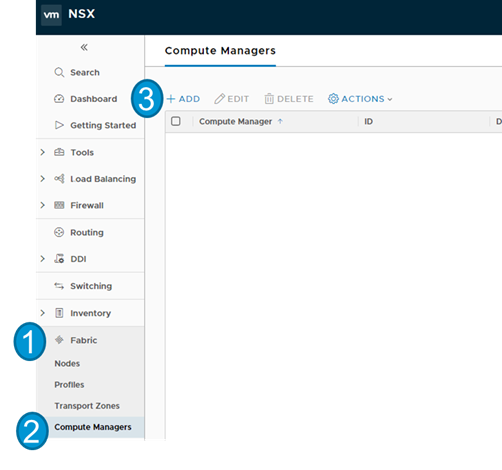 vm NSX
«
Compute Managers
Search
Dashboard
3 + ADD EDIT DELETE ACTIONS
Getting Started
Compute Manager ↑ ID D
Tools
Load Balancing
Firewall
Routing
DDI
Switching
Inventory
1 Fabric
Nodes
Profiles
Transport Zones
2 Compute Managers